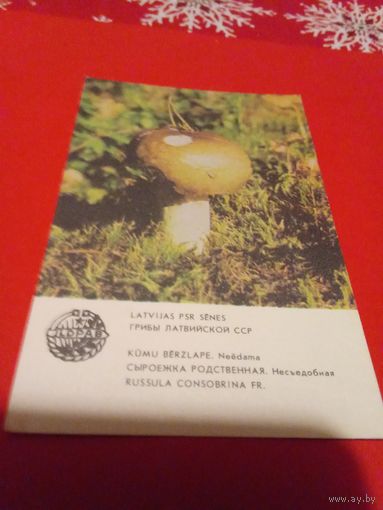 LATVIJAS PSR SĒNES
ГРИБЫ ЛАТВИЙСКОЙ ССР
KŪMU BĒRZLAPE. Neēdama
СЫРОЕЖКА РОДСТВЕННАЯ. Несъедобная
RUSSULA CONSOBRINA FR.
www.ay.by